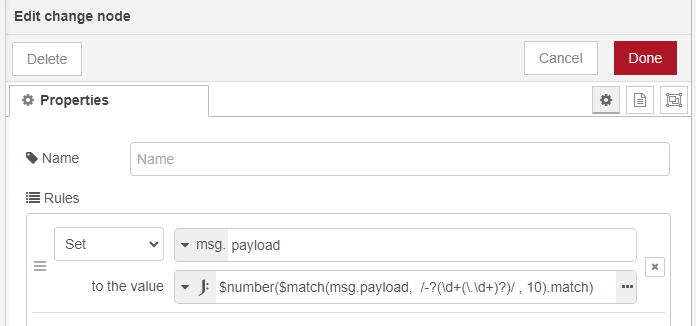 Edit change node
Delete Cancel Done
Properties
Name Name
Rules
Set msg. payload
to the value J: $number($match(msg.payload, /-?(\d+(\.\d+)?)/ , 10).match)